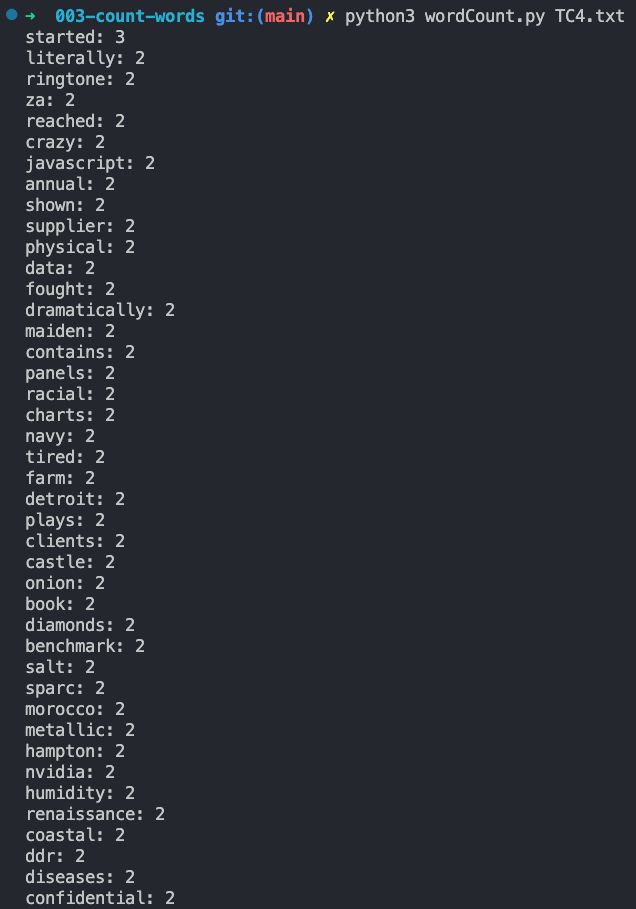 ➜ 003-count-words git:(main) ✗ python3 wordCount.py TC4.txt
started: 3
literally: 2
ringtone: 2
za: 2
reached: 2
crazy: 2
javascript: 2
annual: 2
shown: 2
supplier: 2
physical: 2
data: 2
fought: 2
dramatically: 2
maiden: 2
contains: 2
panels: 2
racial: 2
charts: 2
navy: 2
tired: 2
farm: 2
detroit: 2
plays: 2
clients: 2
castle: 2
onion: 2
book: 2
diamonds: 2
benchmark: 2
salt: 2
sparc: 2
morocco: 2
metallic: 2
hampton: 2
nvidia: 2
humidity: 2
renaissance: 2
coastal: 2
ddr: 2
diseases: 2
confidential: 2